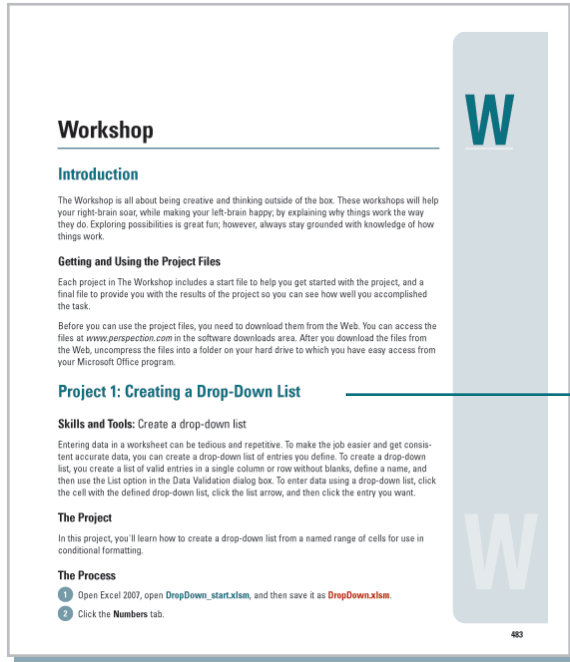 W
Workshop
Introduction
The Workshop is all about being creative and thinking outside of the box. These workshops will help
your right-brain soar, while making your left-brain happy; by explaining why things work the way
they do. Exploring possibilities is great fun; however, always stay grounded with knowledge of how
things work.
Getting and Using the Project Files
Each project in The Workshop includes a start file to help you get started with the project, and a
final file to provide you with the results of the project so you can see how well you accomplished
the task.
Before you can use the project files, you need to download them from the Web. You can access the
files at www.perspection.com in the software downloads area. After you download the files from
the Web, uncompress the files into a folder on your hard drive to which you have easy access from
your Microsoft Office program.
Project 1: Creating a Drop-Down List
Skills and Tools: Create a drop-down list
Entering data in a worksheet can be tedious and repetitive. To make the job easier and get consis-
tent accurate data, you can create a drop-down list of entries you define. To create a drop-down
list, you create a list of valid entries in a single column or row without blanks, define a name, and
then use the List option in the Data Validation dialog box. To enter data using a drop-down list, click
the cell with the defined drop-down list, click the list arrow, and then click the entry you want.
The Project
In this project, you'll learn how to create a drop-down list from a named range of cells for use in
conditional formatting.
The Process
1 Open Excel 2007, open DropDown_start.xlsm, and then save it as DropDown.xlsm.
2 Click the Numbers tab.
W
483